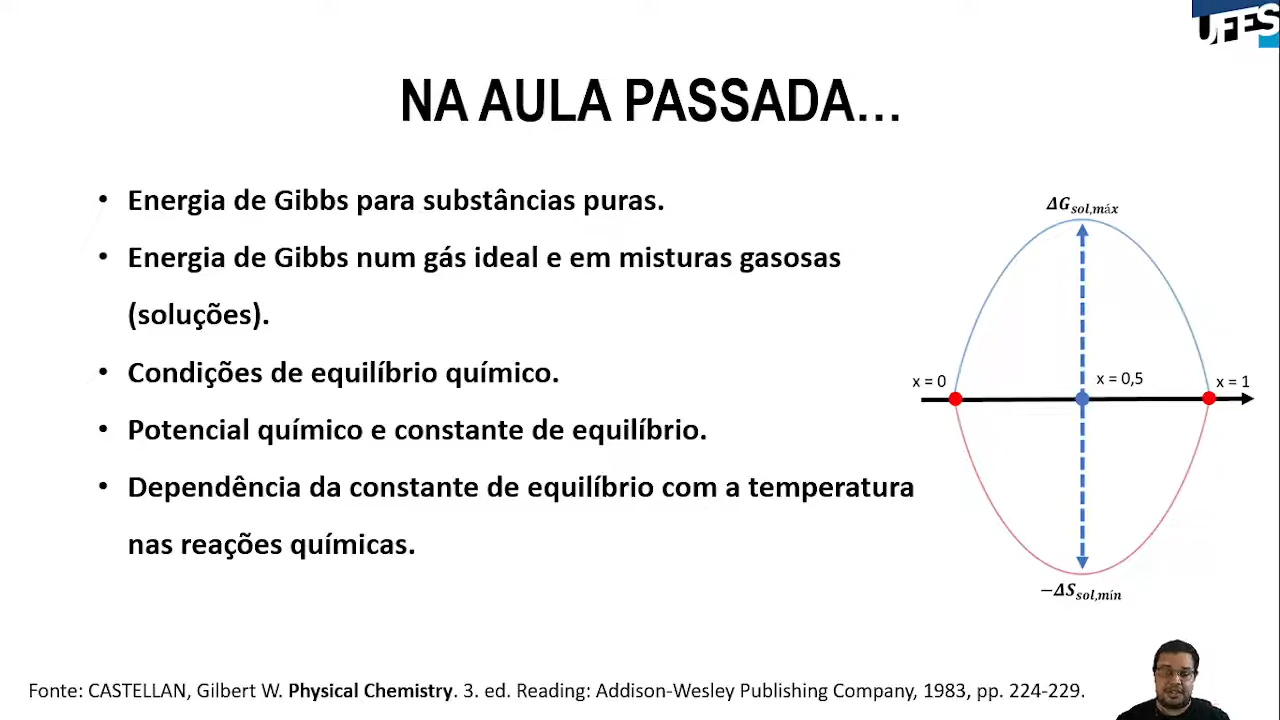 UFES
NA AULA PASSADA...
• Energia de Gibbs para substâncias puras.
• Energia de Gibbs num gás ideal e em misturas gasosas
(soluções).
• Condições de equilíbrio químico.
• Potencial químico e constante de equilíbrio.
• Dependência da constante de equilíbrio com a temperatura
nas reações químicas.
ΔGsol,máx
x = 0
x = 0,5
x = 1
−ΔSsol,mín
Fonte: CASTELLAN, Gilbert W. Physical Chemistry. 3. ed. Reading: Addison-Wesley Publishing Company, 1983, pp. 224-229.